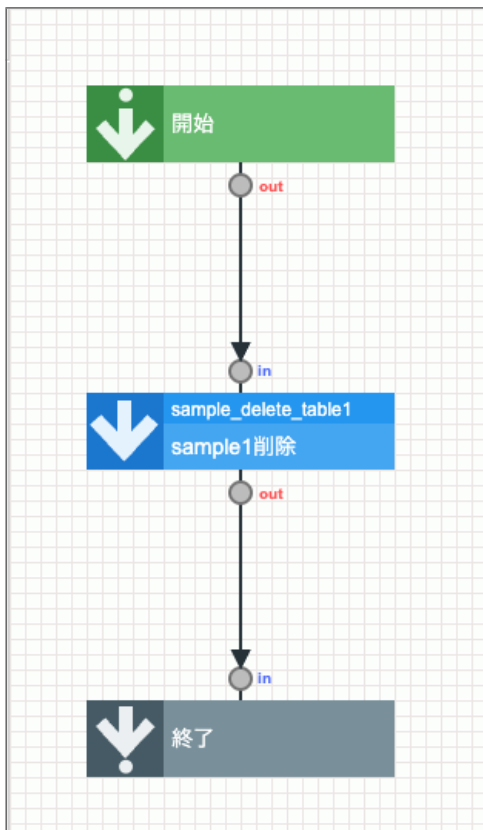 開始
out
in
sample_delete_table1
sample1削除
out
in
終了